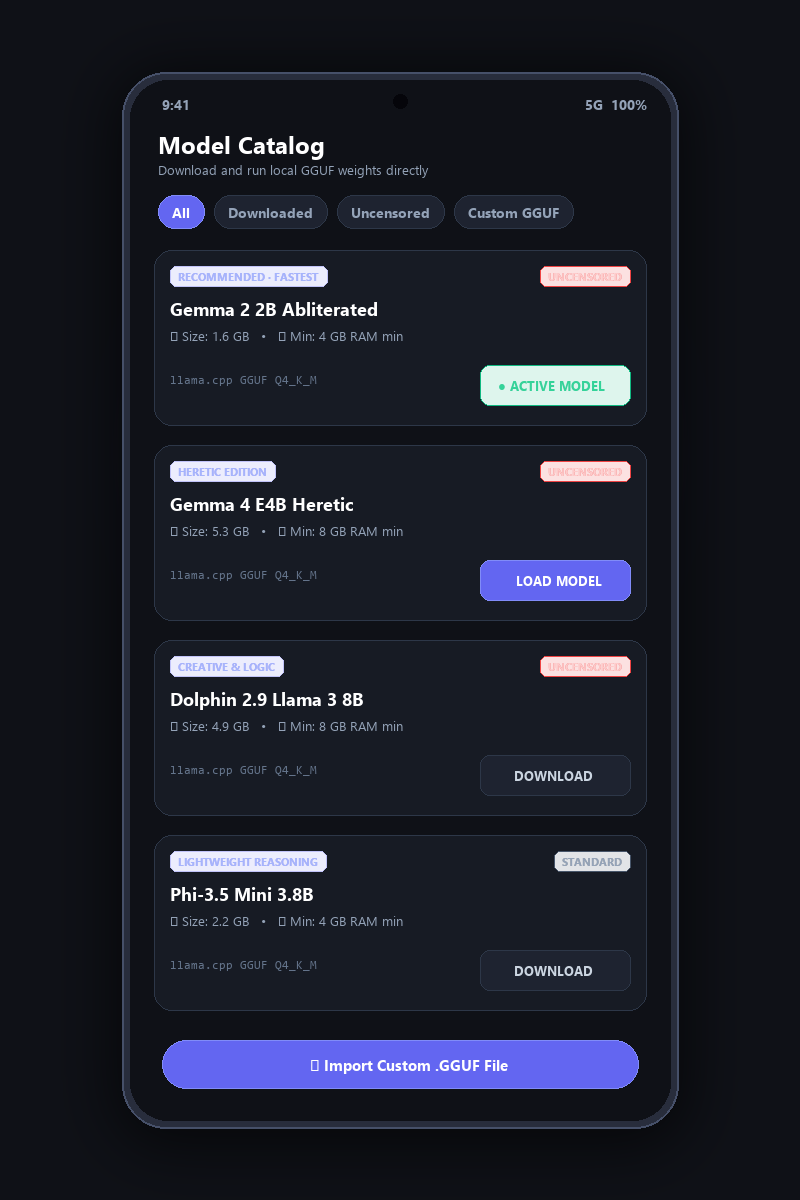 9:41
5G 100%
Model Catalog
Download and run local GGUF weights directly
All Downloaded Uncensored Custom GGUF
RECOMMENDED · FASTEST UNCENSORED
Gemma 2 2B Abliterated
Size: 1.6 GB • Min: 4 GB RAM min
llama.cpp GGUF Q4_K_M
● ACTIVE MODEL
HERETIC EDITION UNCENSORED
Gemma 4 E4B Heretic
Size: 5.3 GB • Min: 8 GB RAM min
llama.cpp GGUF Q4_K_M
LOAD MODEL
CREATIVE & LOGIC UNCENSORED
Dolphin 2.9 Llama 3 8B
Size: 4.9 GB • Min: 8 GB RAM min
llama.cpp GGUF Q4_K_M
DOWNLOAD
LIGHTWEIGHT REASONING STANDARD
Phi-3.5 Mini 3.8B
Size: 2.2 GB • Min: 4 GB RAM min
llama.cpp GGUF Q4_K_M
DOWNLOAD
Import Custom .GGUF File